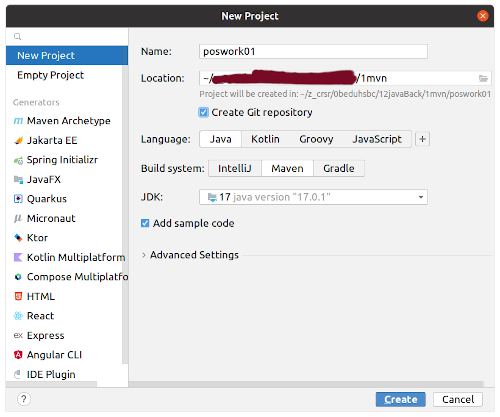 New Project
New Project
Empty Project
Generators
Maven Archetype
Jakarta EE
Spring Initializr
JavaFX
Quarkus
Micronaut
Ktor
Kotlin Multiplatform
Compose Multiplatfo
HTML
React
ex Express
Angular CLI
IDE Plugin
Name: poswork01
Location: ~/ /1mvn
Project will be created in: ~/z_crsr/0beduhsbc/12javaBack/1mvn/poswork01
Create Git repository
Language: Java Kotlin Groovy JavaScript +
Build system: IntelliJ Maven Gradle
JDK: 17 java version "17.0.1"
Add sample code
Advanced Settings
? Create Cancel